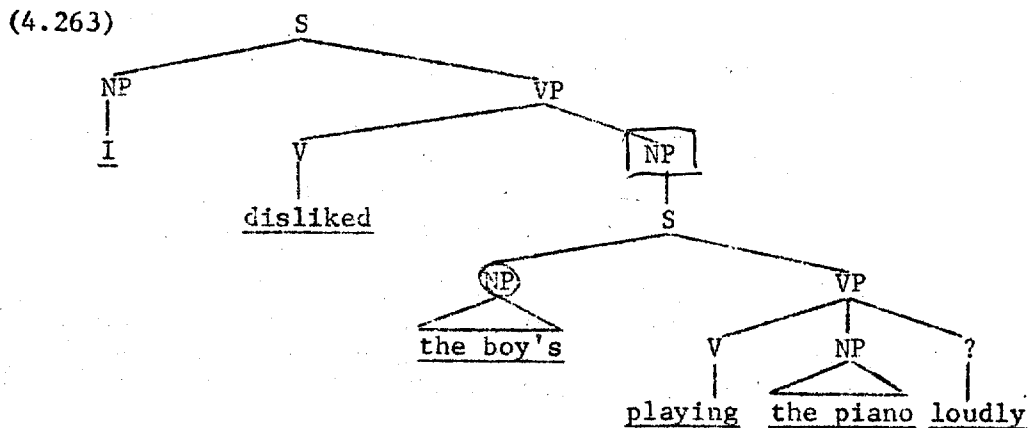 (4.263) S
NP VP
I V NP
disliked
S
NP VP
the boy's V NP ?
playing the piano loudly